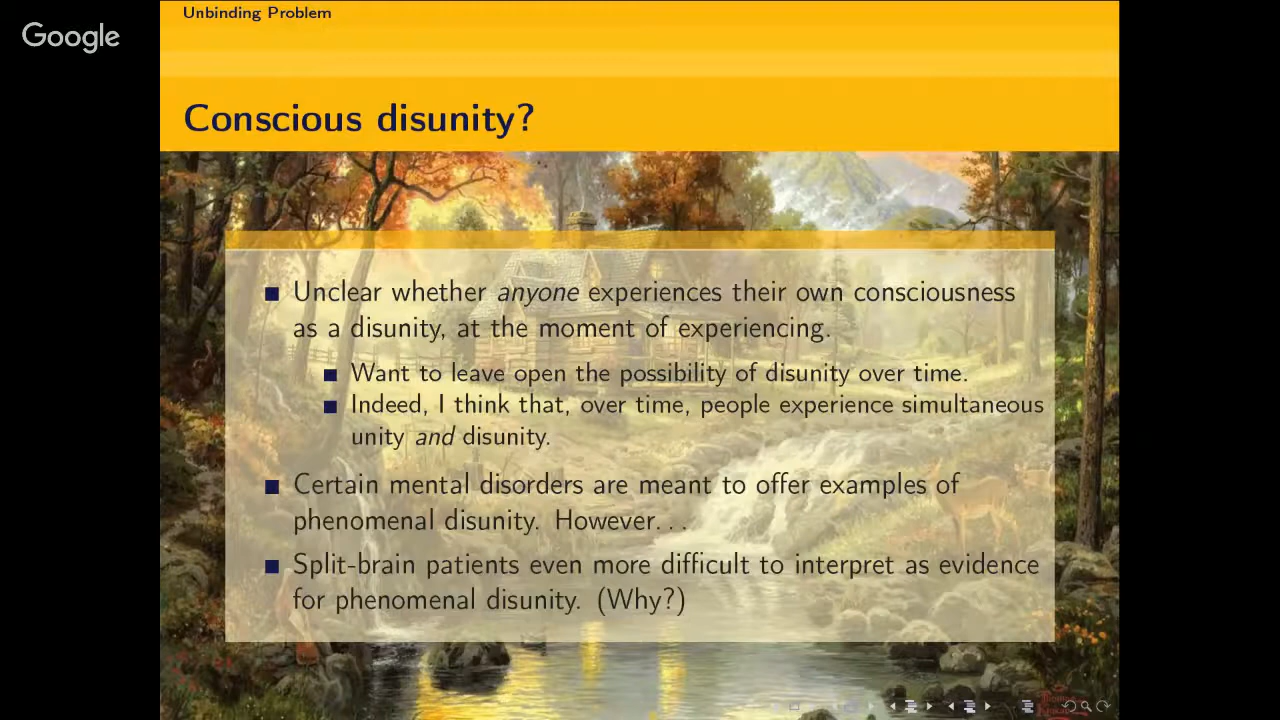 Unbinding Problem
Google
Conscious disunity?
Unclear whether anyone experiences their own consciousness
as a disunity, at the moment of experiencing.
Want to leave open the possibility of disunity over time.
Indeed, I think that, over time, people experience simultaneous
unity and disunity.
Certain mental disorders are meant to offer examples of
phenomenal disunity. However...
Split-brain patients even more difficult to interpret as evidence
for phenomenal disunity. (Why?)